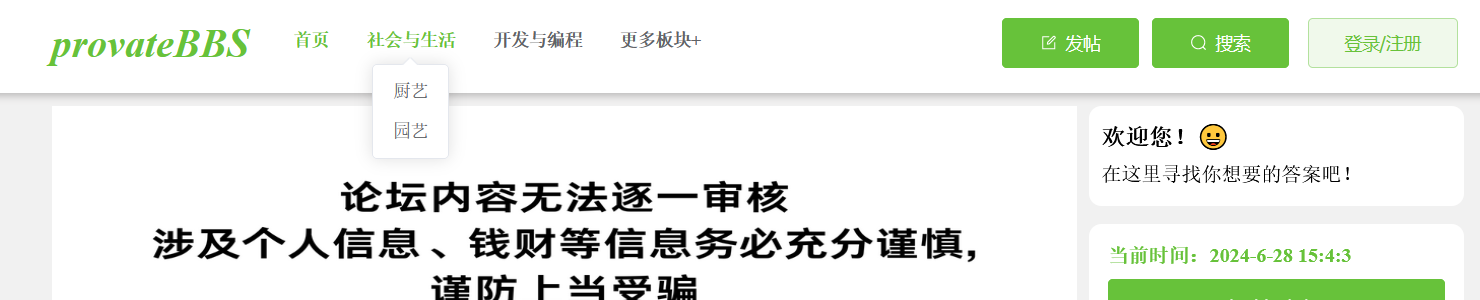 provateBBS 首页 社会与生活 开发与编程 更多板块+ 发帖 搜索 登录/注册
厨艺
园艺
论坛内容无法逐一审核
涉及个人信息、钱财等信息务必充分谨慎,
谨防上当受骗
欢迎您！
在这里寻找你想要的答案吧！
当前时间：2024-6-28 15:4:3